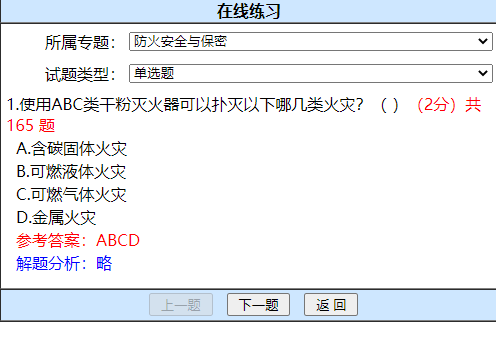 在线练习
所属专题： 防火安全与保密
试题类型： 单选题
1.使用ABC类干粉灭火器可以扑灭以下哪几类火灾？（ ）（2分）共
165 题
A.含碳固体火灾
B.可燃液体火灾
C.可燃气体火灾
D.金属火灾
参考答案：ABCD
解题分析：略
上一题 下一题 返 回